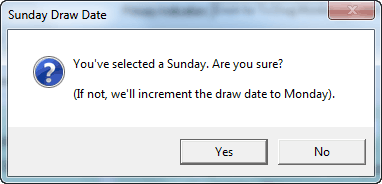 Sunday Draw Date
You've selected a Sunday. Are you sure?
(If not, we'll increment the draw date to Monday).
Yes
No